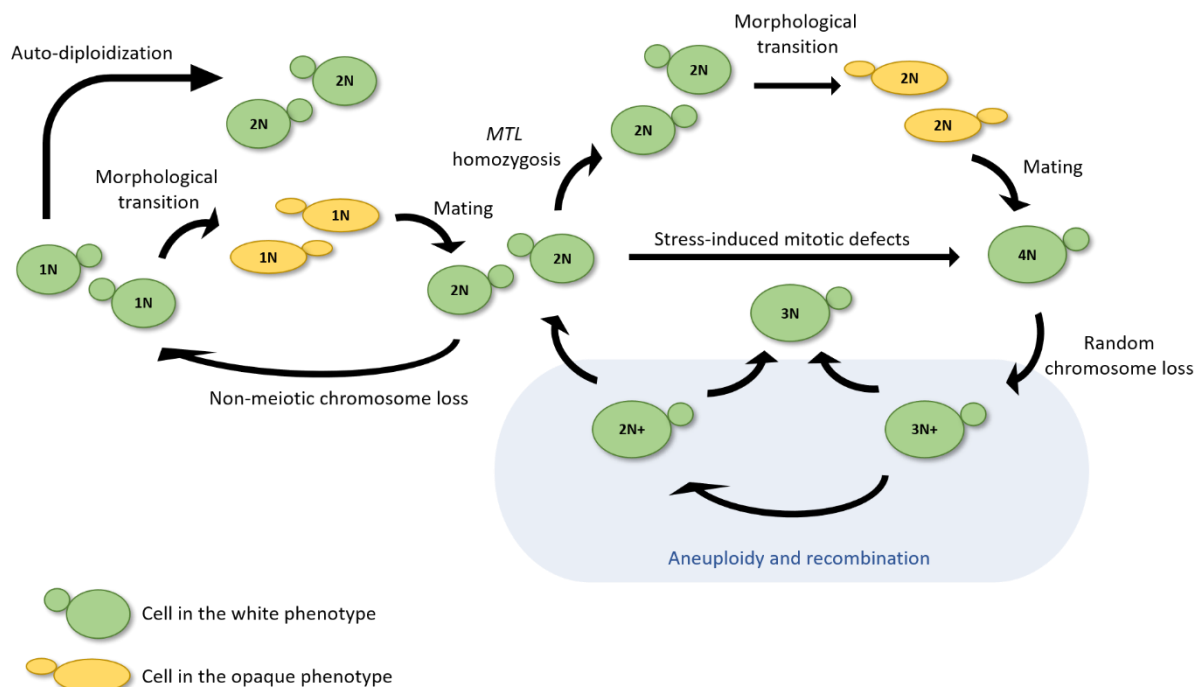 Auto-diploidization
2N
2N
Morphological
transition
1N
1N
1N
1N
Mating
2N
2N
Non-meiotic chromosome loss
MTL
homozygosis
2N
2N
Morphological
transition
2N
2N
Mating
Stress-induced mitotic defects
4N
3N
Random
chromosome loss
2N+
3N+
Aneuploidy and recombination
Cell in the white phenotype
Cell in the opaque phenotype